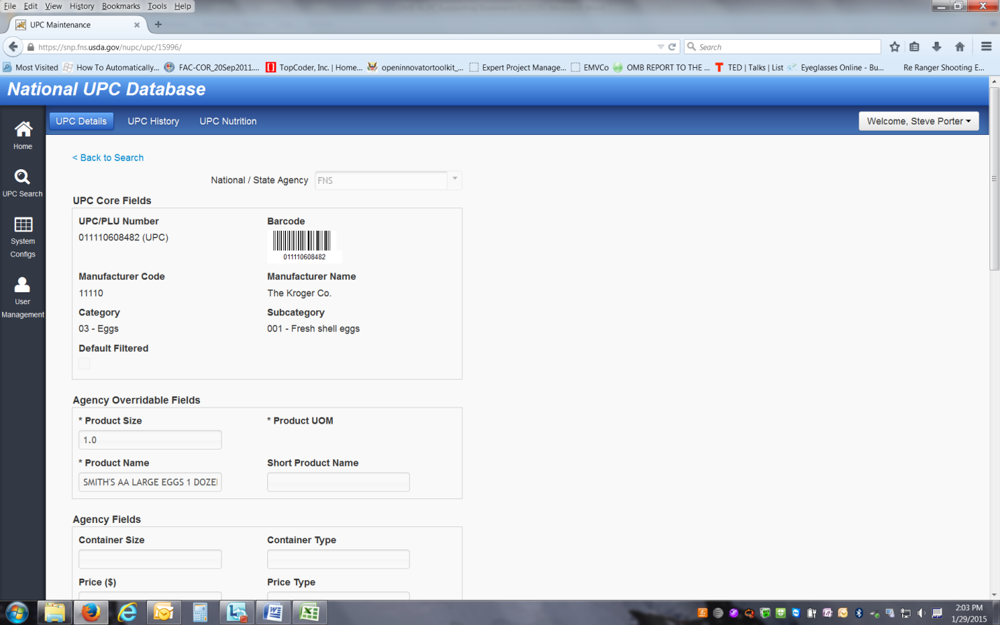 File Edit View History Bookmarks Tools Help
UPC Maintenance
https://snp.fns.usda.gov/nupc/upc/15996/
Search
Most Visited How To Automatically... FAC-COR_20Sep2011.... TopCoder, Inc. | Home... openinnovatortoolkit_... Expert Project Manage... EMVCo OMB REPORT TO THE ... TED | Talks | List Eyeglasses Online - Bu... Re Ranger Shooting E...
National UPC Database
UPC Details UPC History UPC Nutrition Welcome, Steve Porter
Home
UPC Search
System
Configs
User
Management
< Back to Search
National / State Agency FNS
UPC Core Fields
UPC/PLU Number Barcode
011110608482 (UPC)
011110608482
Manufacturer Code Manufacturer Name
11110 The Kroger Co.
Category Subcategory
03 - Eggs 001 - Fresh shell eggs
Default Filtered
Agency Overridable Fields
* Product Size * Product UOM
1.0
* Product Name Short Product Name
SMITH'S AA LARGE EGGS 1 DOZE
Agency Fields
Container Size Container Type
Price ($) Price Type
2:03 PM
1/29/2015